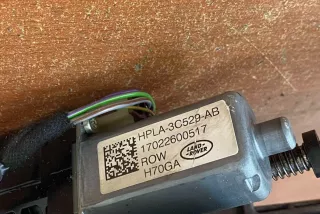 HPLA-3C529-AB
17022600517
ROW
LAND-
ROVER
H70GA